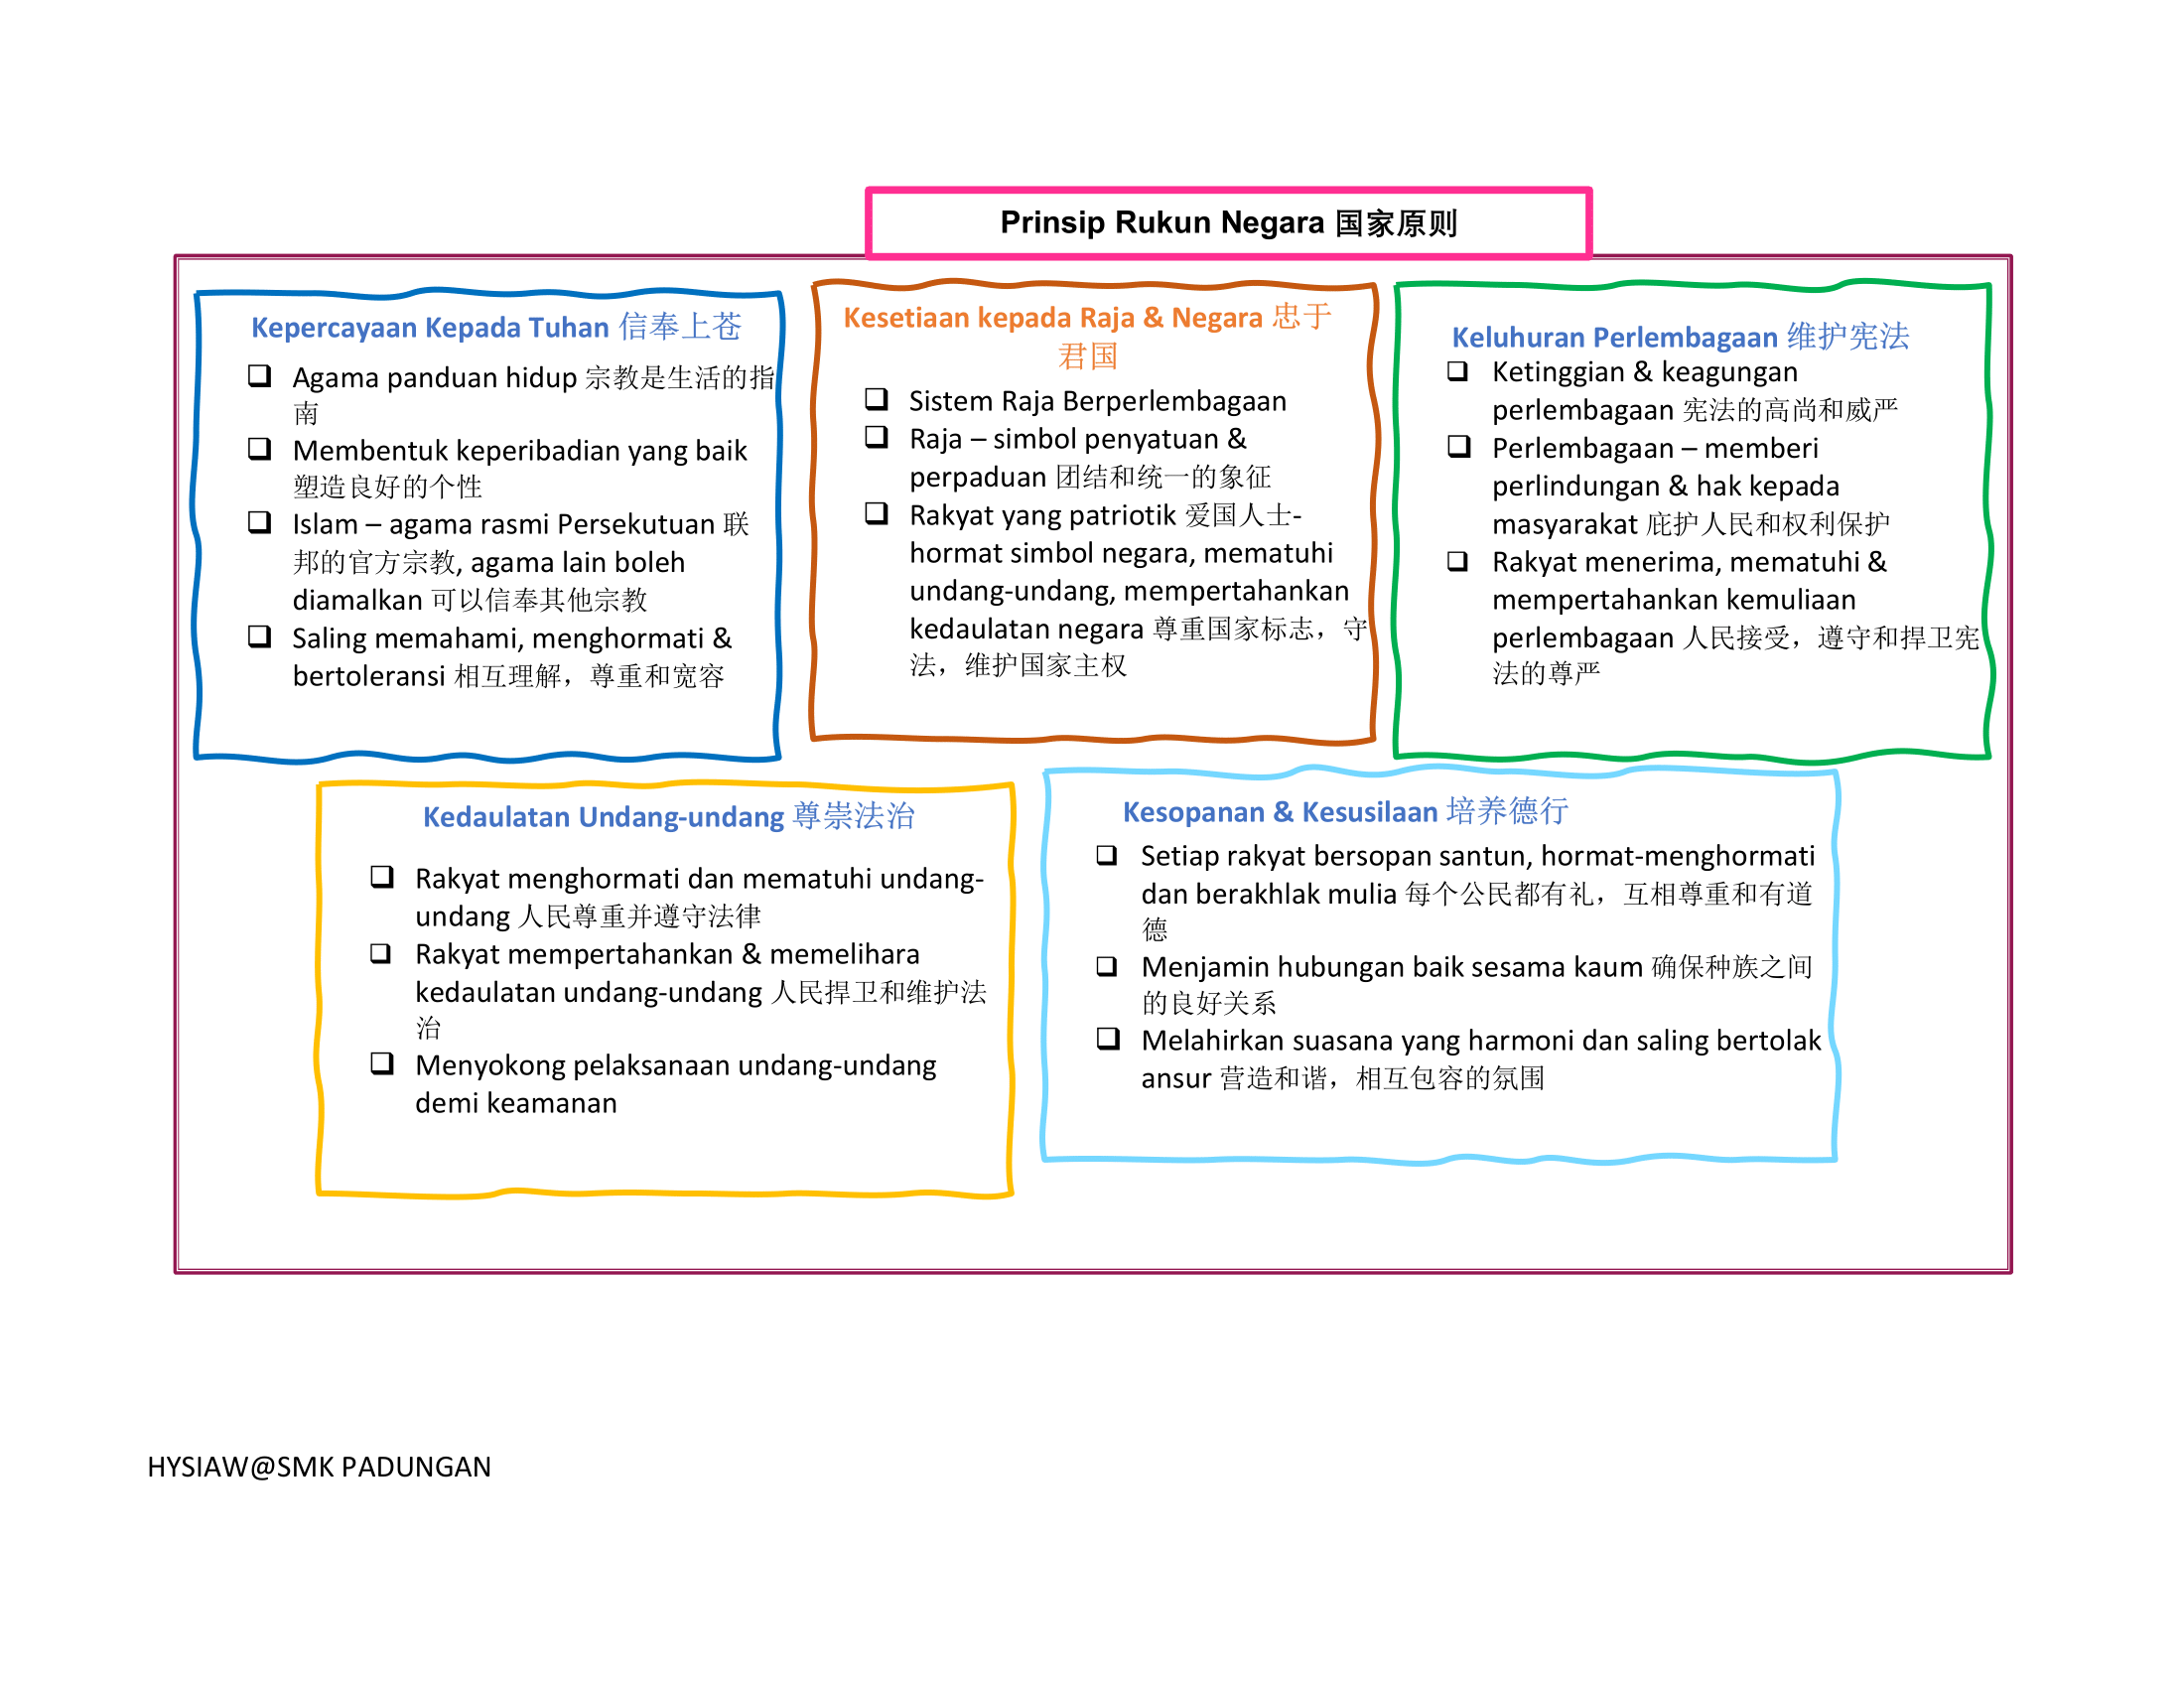 Prinsip Rukun Negara 国家原则
Kepercayaan Kepada Tuhan 信奉上苍
❑ Agama panduan hidup 宗教是生活的指
南
❑ Membentuk keperibadian yang baik
塑造良好的个性
❑ Islam – agama rasmi Persekutuan 联
邦的官方宗教, agama lain boleh
diamalkan 可以信奉其他宗教
❑ Saling memahami, menghormati &
bertoleransi 相互理解，尊重和宽容
Kesetiaan kepada Raja & Negara 忠于
君国
❑ Sistem Raja Berperlembagaan
❑ Raja – simbol penyatuan &
perpaduan 团结和统一的象征
❑ Rakyat yang patriotik 爱国人士-
hormat simbol negara, mematuhi
undang-undang, mempertahankan
kedaulatan negara 尊重国家标志，守
法，维护国家主权
Keluhuran Perlembagaan 维护宪法
❑ Ketinggian & keagungan
perlembagaan 宪法的高尚和威严
❑ Perlembagaan – memberi
perlindungan & hak kepada
masyarakat 庇护人民和权利保护
❑ Rakyat menerima, mematuhi &
mempertahankan kemuliaan
perlembagaan 人民接受，遵守和捍卫宪
法的尊严
Kedaulatan Undang-undang 尊崇法治
❑ Rakyat menghormati dan mematuhi undang-
undang 人民尊重并遵守法律
❑ Rakyat mempertahankan & memelihara
kedaulatan undang-undang 人民捍卫和维护法
治
❑ Menyokong pelaksanaan undang-undang
demi keamanan
Kesopanan & Kesusilaan 培养德行
❑ Setiap rakyat bersopan santun, hormat-menghormati
dan berakhlak mulia 每个公民都有礼，互相尊重和有道
德
❑ Menjamin hubungan baik sesama kaum 确保种族之间
的良好关系
❑ Melahirkan suasana yang harmoni dan saling bertolak
ansur 营造和谐，相互包容的氛围
HYSIAW@SMK PADUNGAN